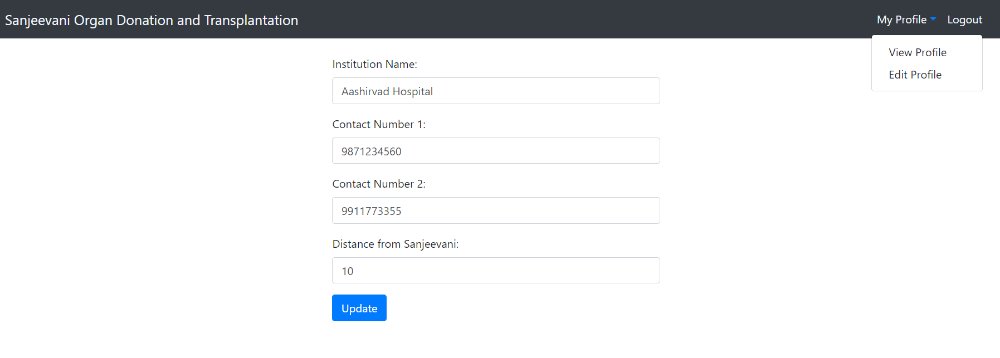 Sanjeevani Organ Donation and Transplantation
My Profile Logout
View Profile
Edit Profile
Institution Name:
Aashirvad Hospital
Contact Number 1:
9871234560
Contact Number 2:
9911773355
Distance from Sanjeevani:
10
Update